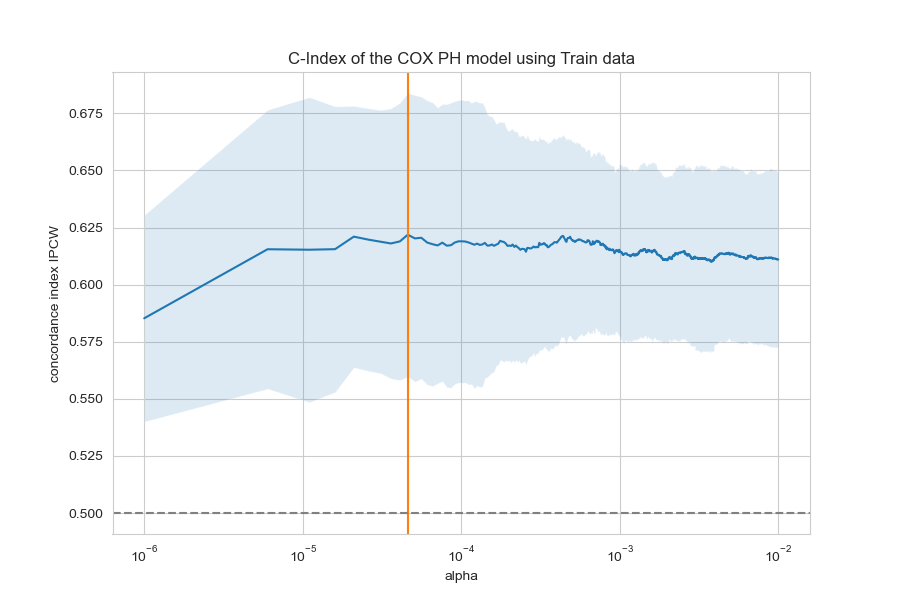 C-Index of the COX PH model using Train data
concordance index IPCW
0.675
0.650
0.625
0.600
0.575
0.550
0.525
0.500
10⁻⁶ 10⁻⁵ 10⁻⁴ 10⁻³ 10⁻²
alpha